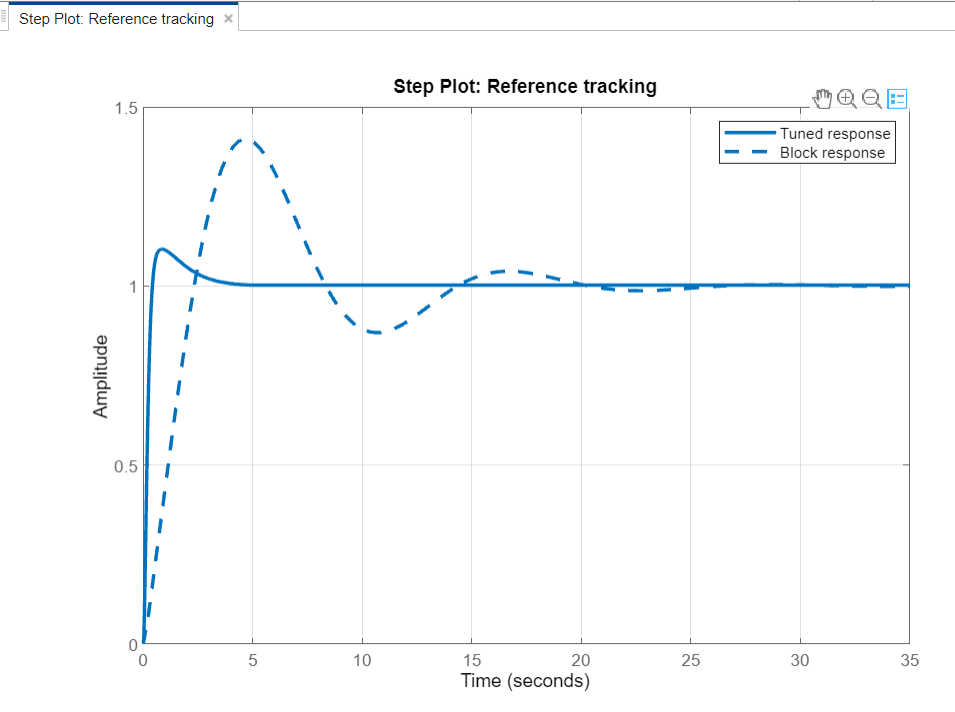 Step Plot: Reference tracking ×
Step Plot: Reference tracking
Tuned response
Block response
1.5
1
0.5
0
Amplitude
0 5 10 15 20 25 30 35
Time (seconds)